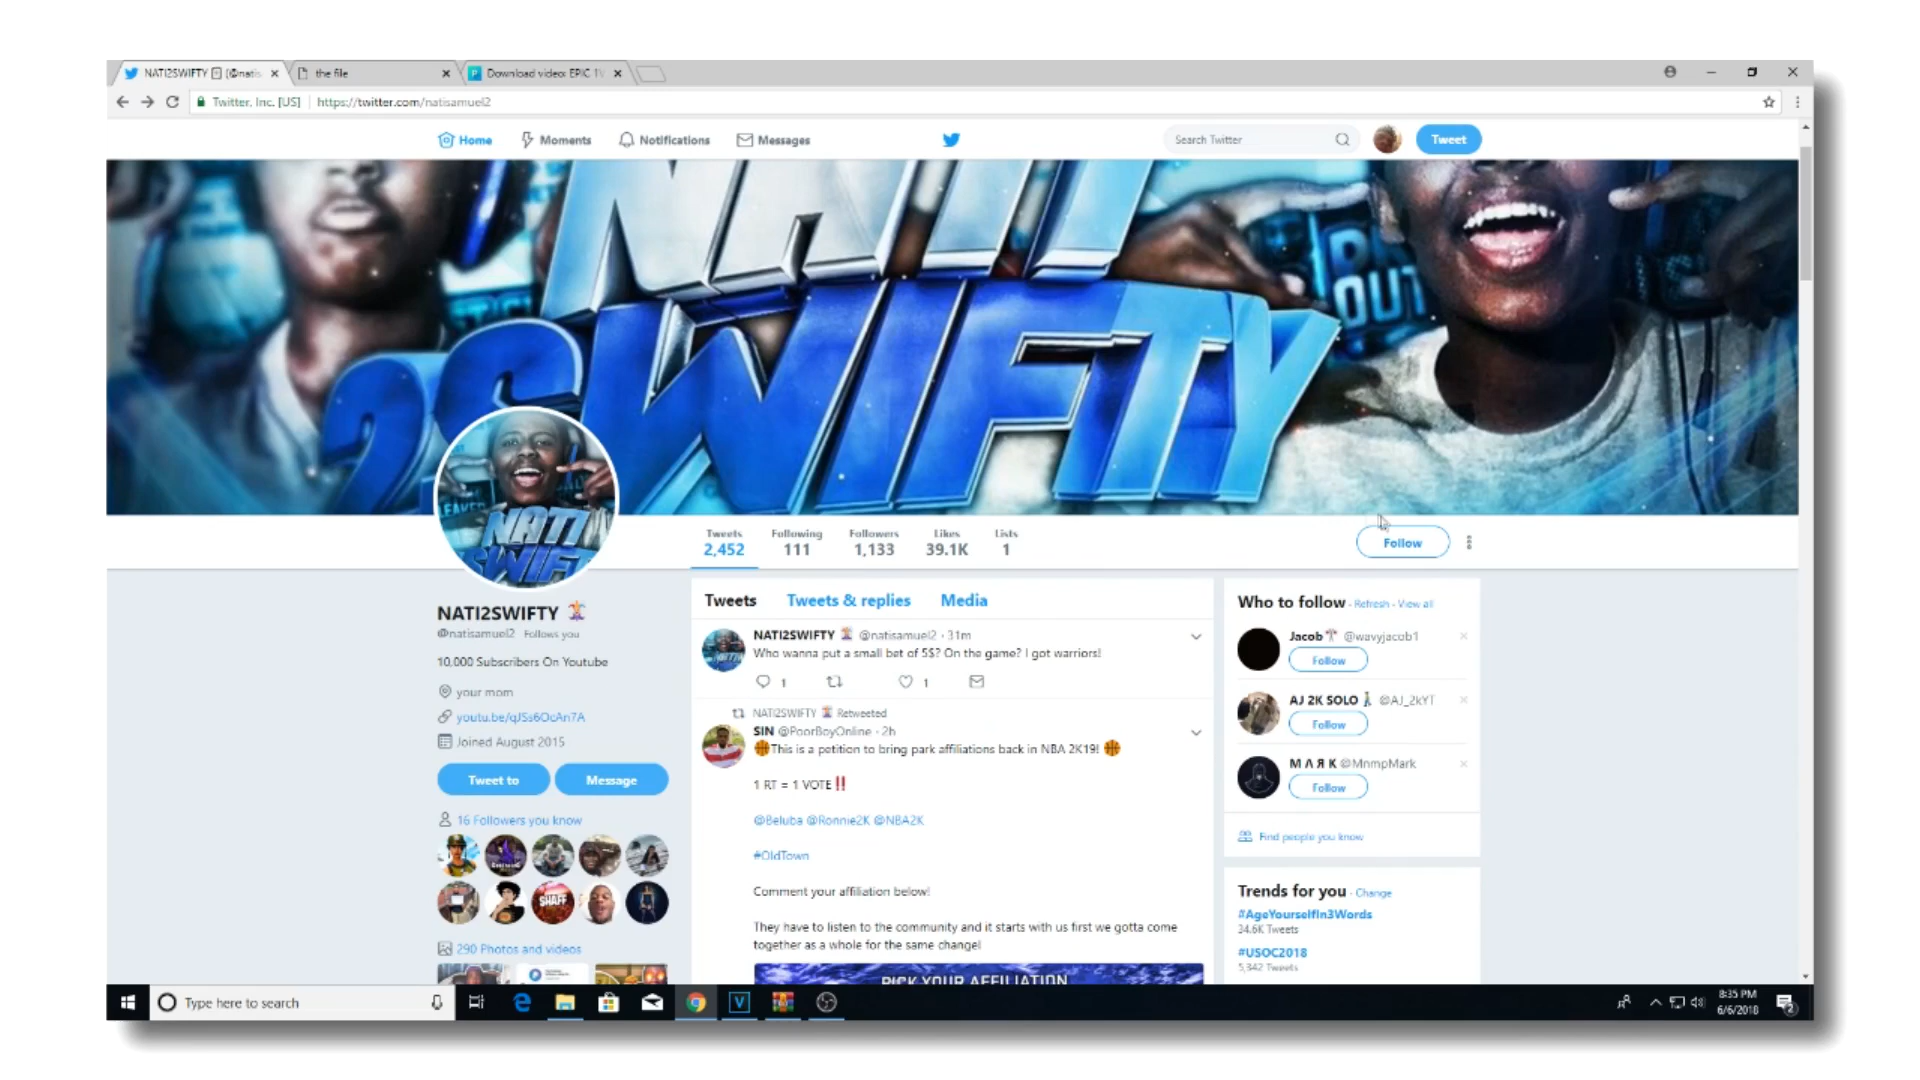 NATI2SWIFTY
the file
Download video: EPIC 1V
Twitter, Inc. [US] https://twitter.com/natisamuel2
Home Moments Notifications Messages Search Twitter Tweet
NATI
2SWIFTY
OUT
NATI
SWIF
Tweets Following Followers Likes Lists
2,452 111 1,133 39.1K 1
Follow
NATI2SWIFTY
@natisamuel2 Follows you
10,000 Subscribers On Youtube
your mom
youtu.be/qJSs6OcAn7A
Joined August 2015
Tweet to Message
16 Followers you know
SHAFF
290 Photos and videos
Tweets Tweets & replies Media
NATI2SWIFTY @natisamuel2 · 31m
Who wanna put a small bet of 5$? On the game? I got warriors!
1 1
NATI2SWIFTY Retweeted
SIN @PoorBoyOnline · 2h
This is a petition to bring park affiliations back in NBA 2K19!
1 RT = 1 VOTE‼
@Beluba @Ronnie2K @NBA2K
#OldTown
Comment your affiliation below!
They have to listen to the community and it starts with us first we gotta come
together as a whole for the same change!
PICK YOUR AFFILIATION
Who to follow · Refresh · View all
Jacob @wavyjacob1
Follow
AJ 2K SOLO @AJ_2kYT
Follow
M Λ Я K @MnmpMark
Follow
Find people you know
Trends for you · Change
#AgeYourselfIn3Words
34.6K Tweets
#USOC2018
5,342 Tweets
Type here to search
8:35 PM
6/6/2018
2